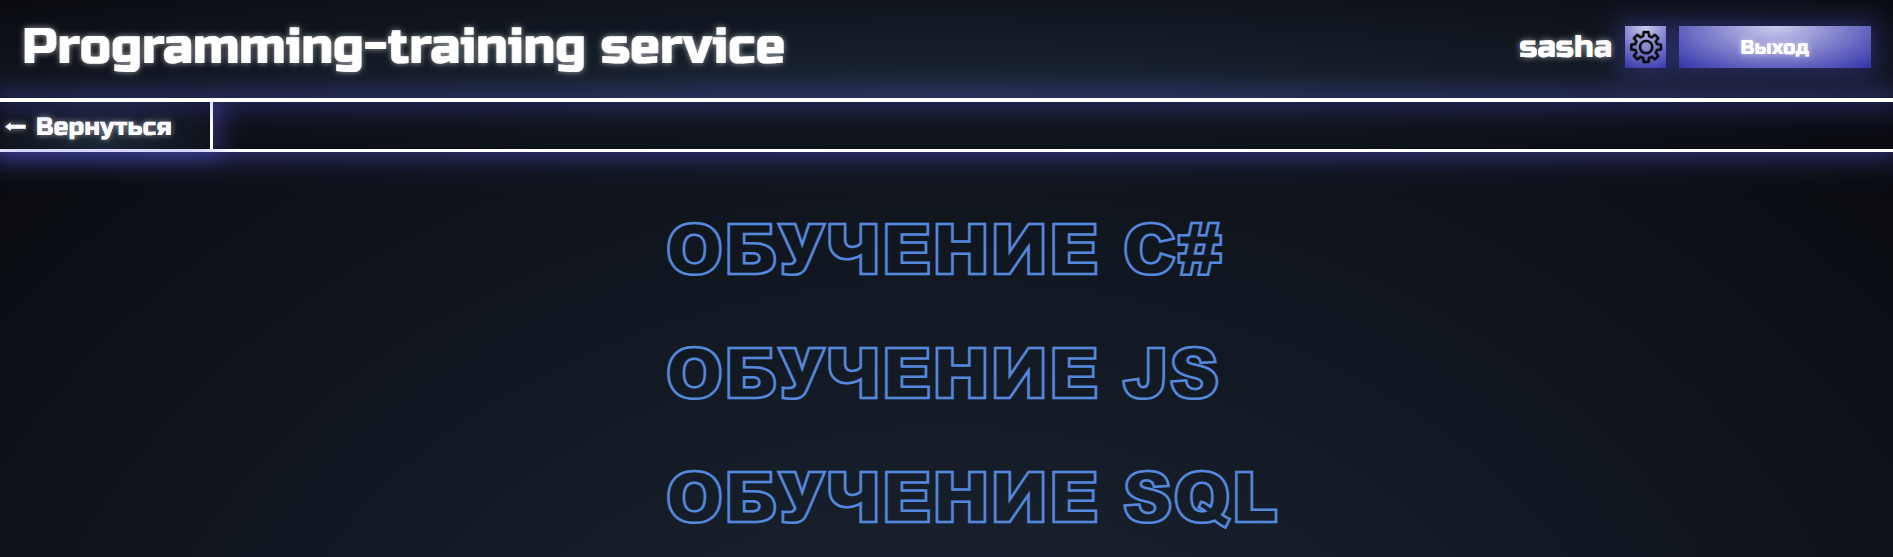 Programming-training service
sasha Выход
← Вернуться
ОБУЧЕНИЕ C#
ОБУЧЕНИЕ JS
ОБУЧЕНИЕ SQL